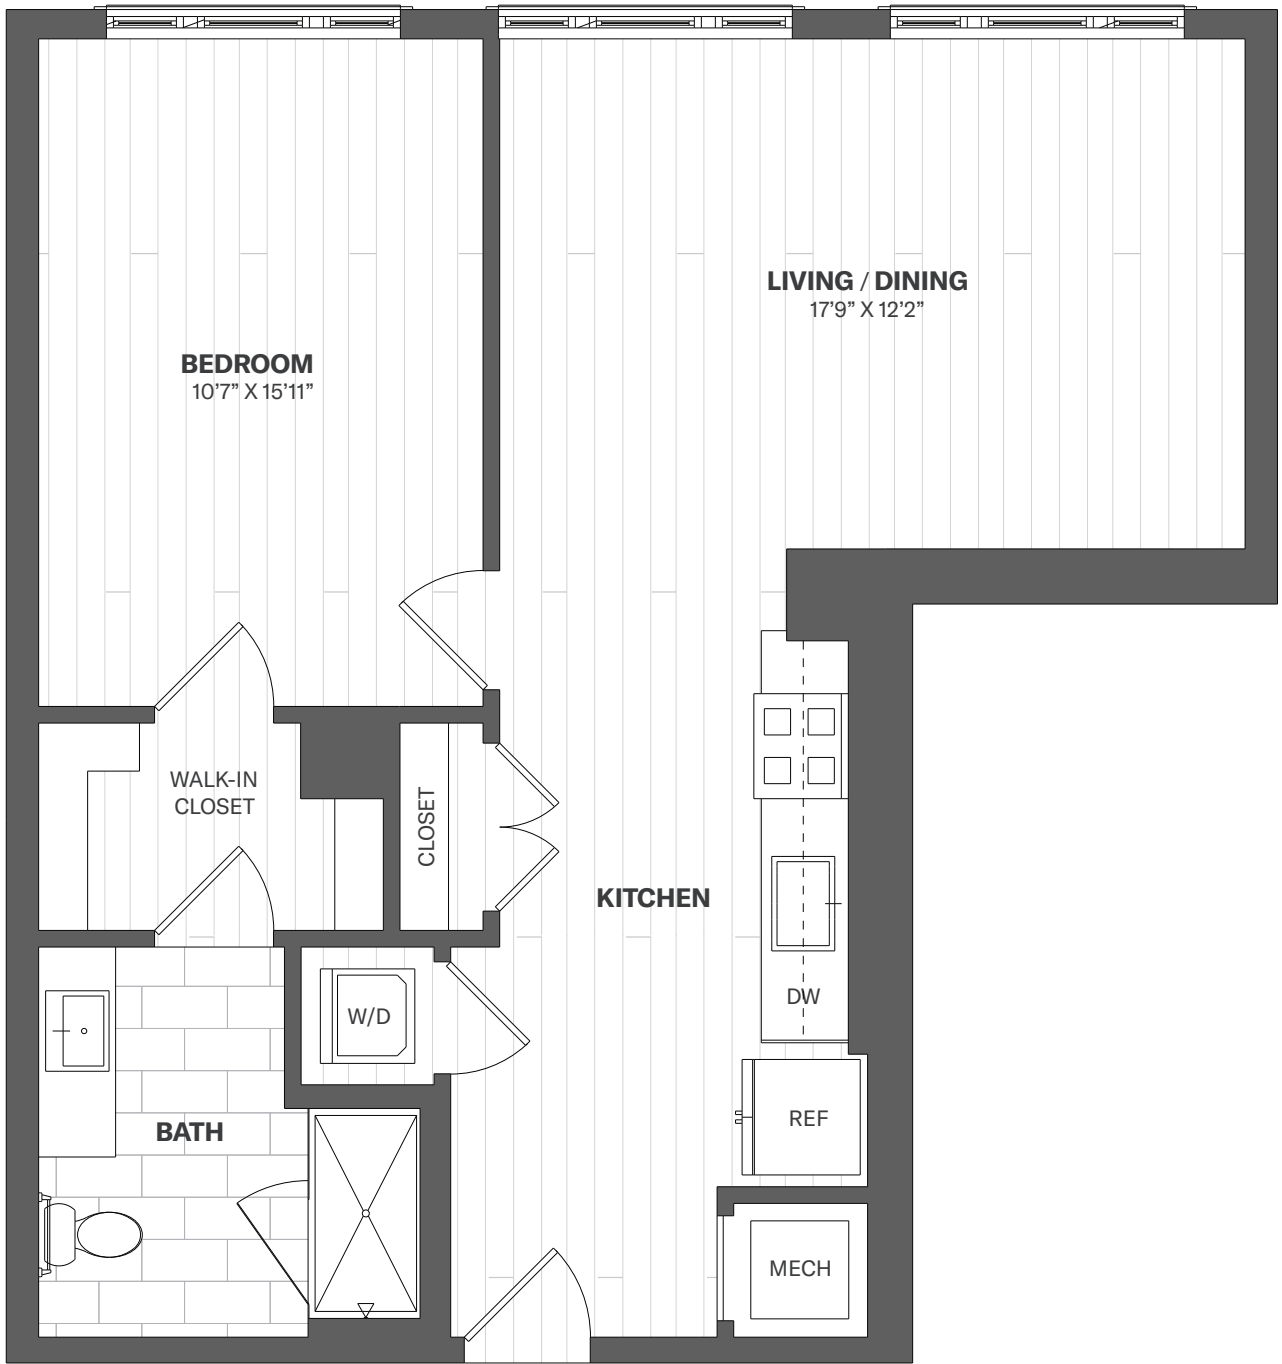 LIVING / DINING
17’9” X 12’2”
BEDROOM
10’7” X 15’11”
WALK-IN
CLOSET
CLOSET
KITCHEN
DW
W/D
REF
BATH
MECH